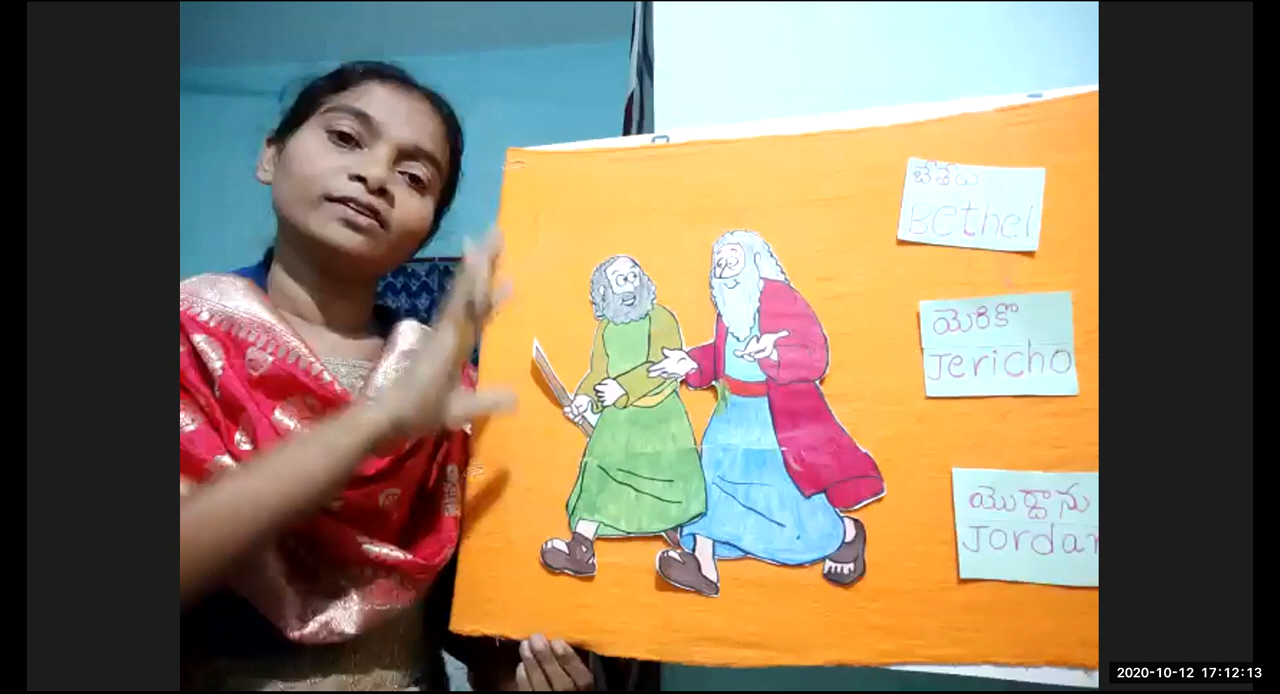 బేతేలు
Bethel
యెరికో
Jericho
యొర్దాను
Jordan
2020-10-12 17:12:13